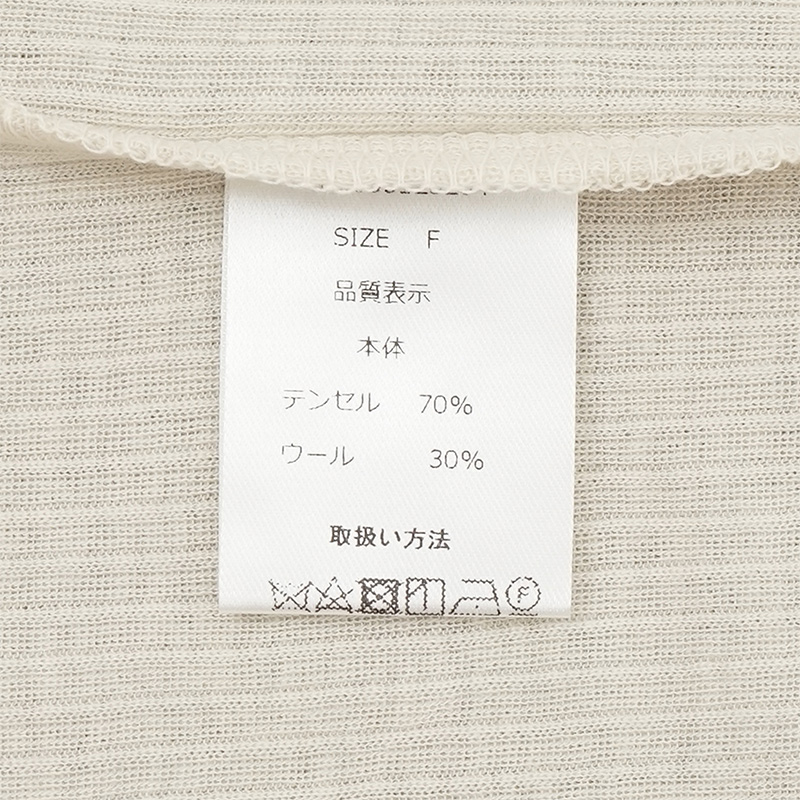 SIZE F
品質表示
本体
テンセル 70%
ウール 30%
取扱い方法
F